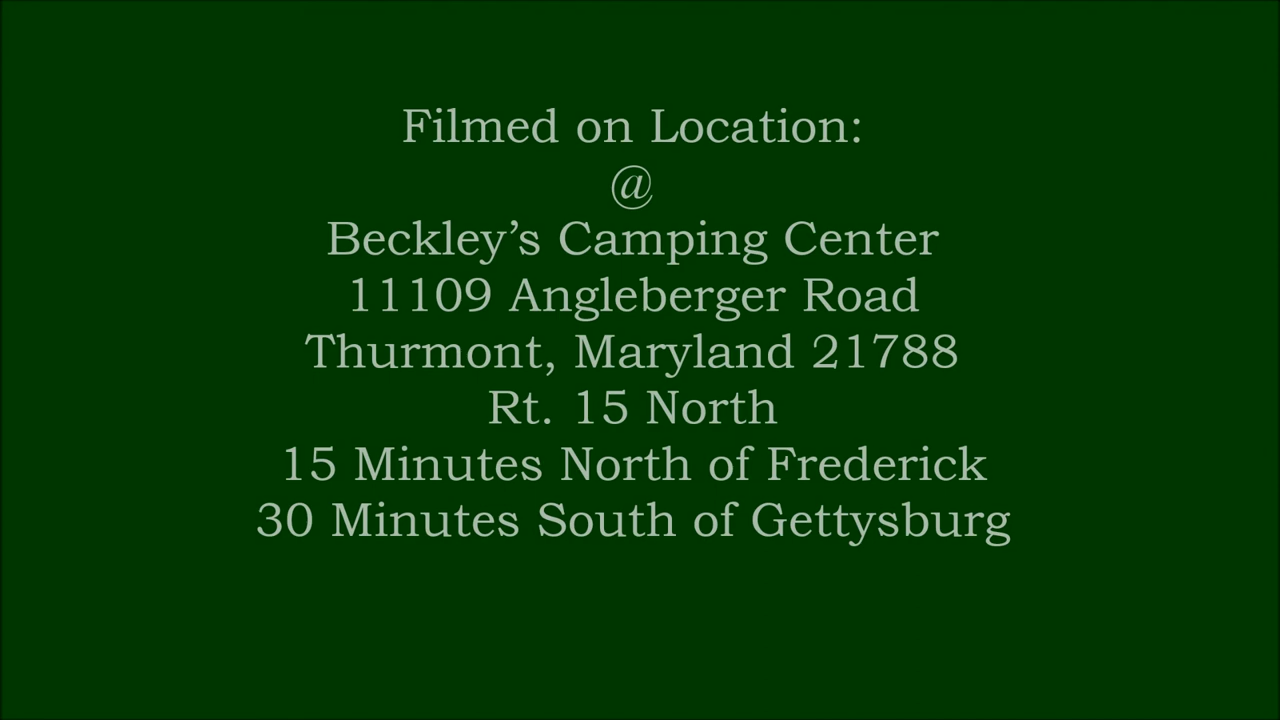 Filmed on Location:
@
Beckley’s Camping Center
11109 Angleberger Road
Thurmont, Maryland 21788
Rt. 15 North
15 Minutes North of Frederick
30 Minutes South of Gettysburg